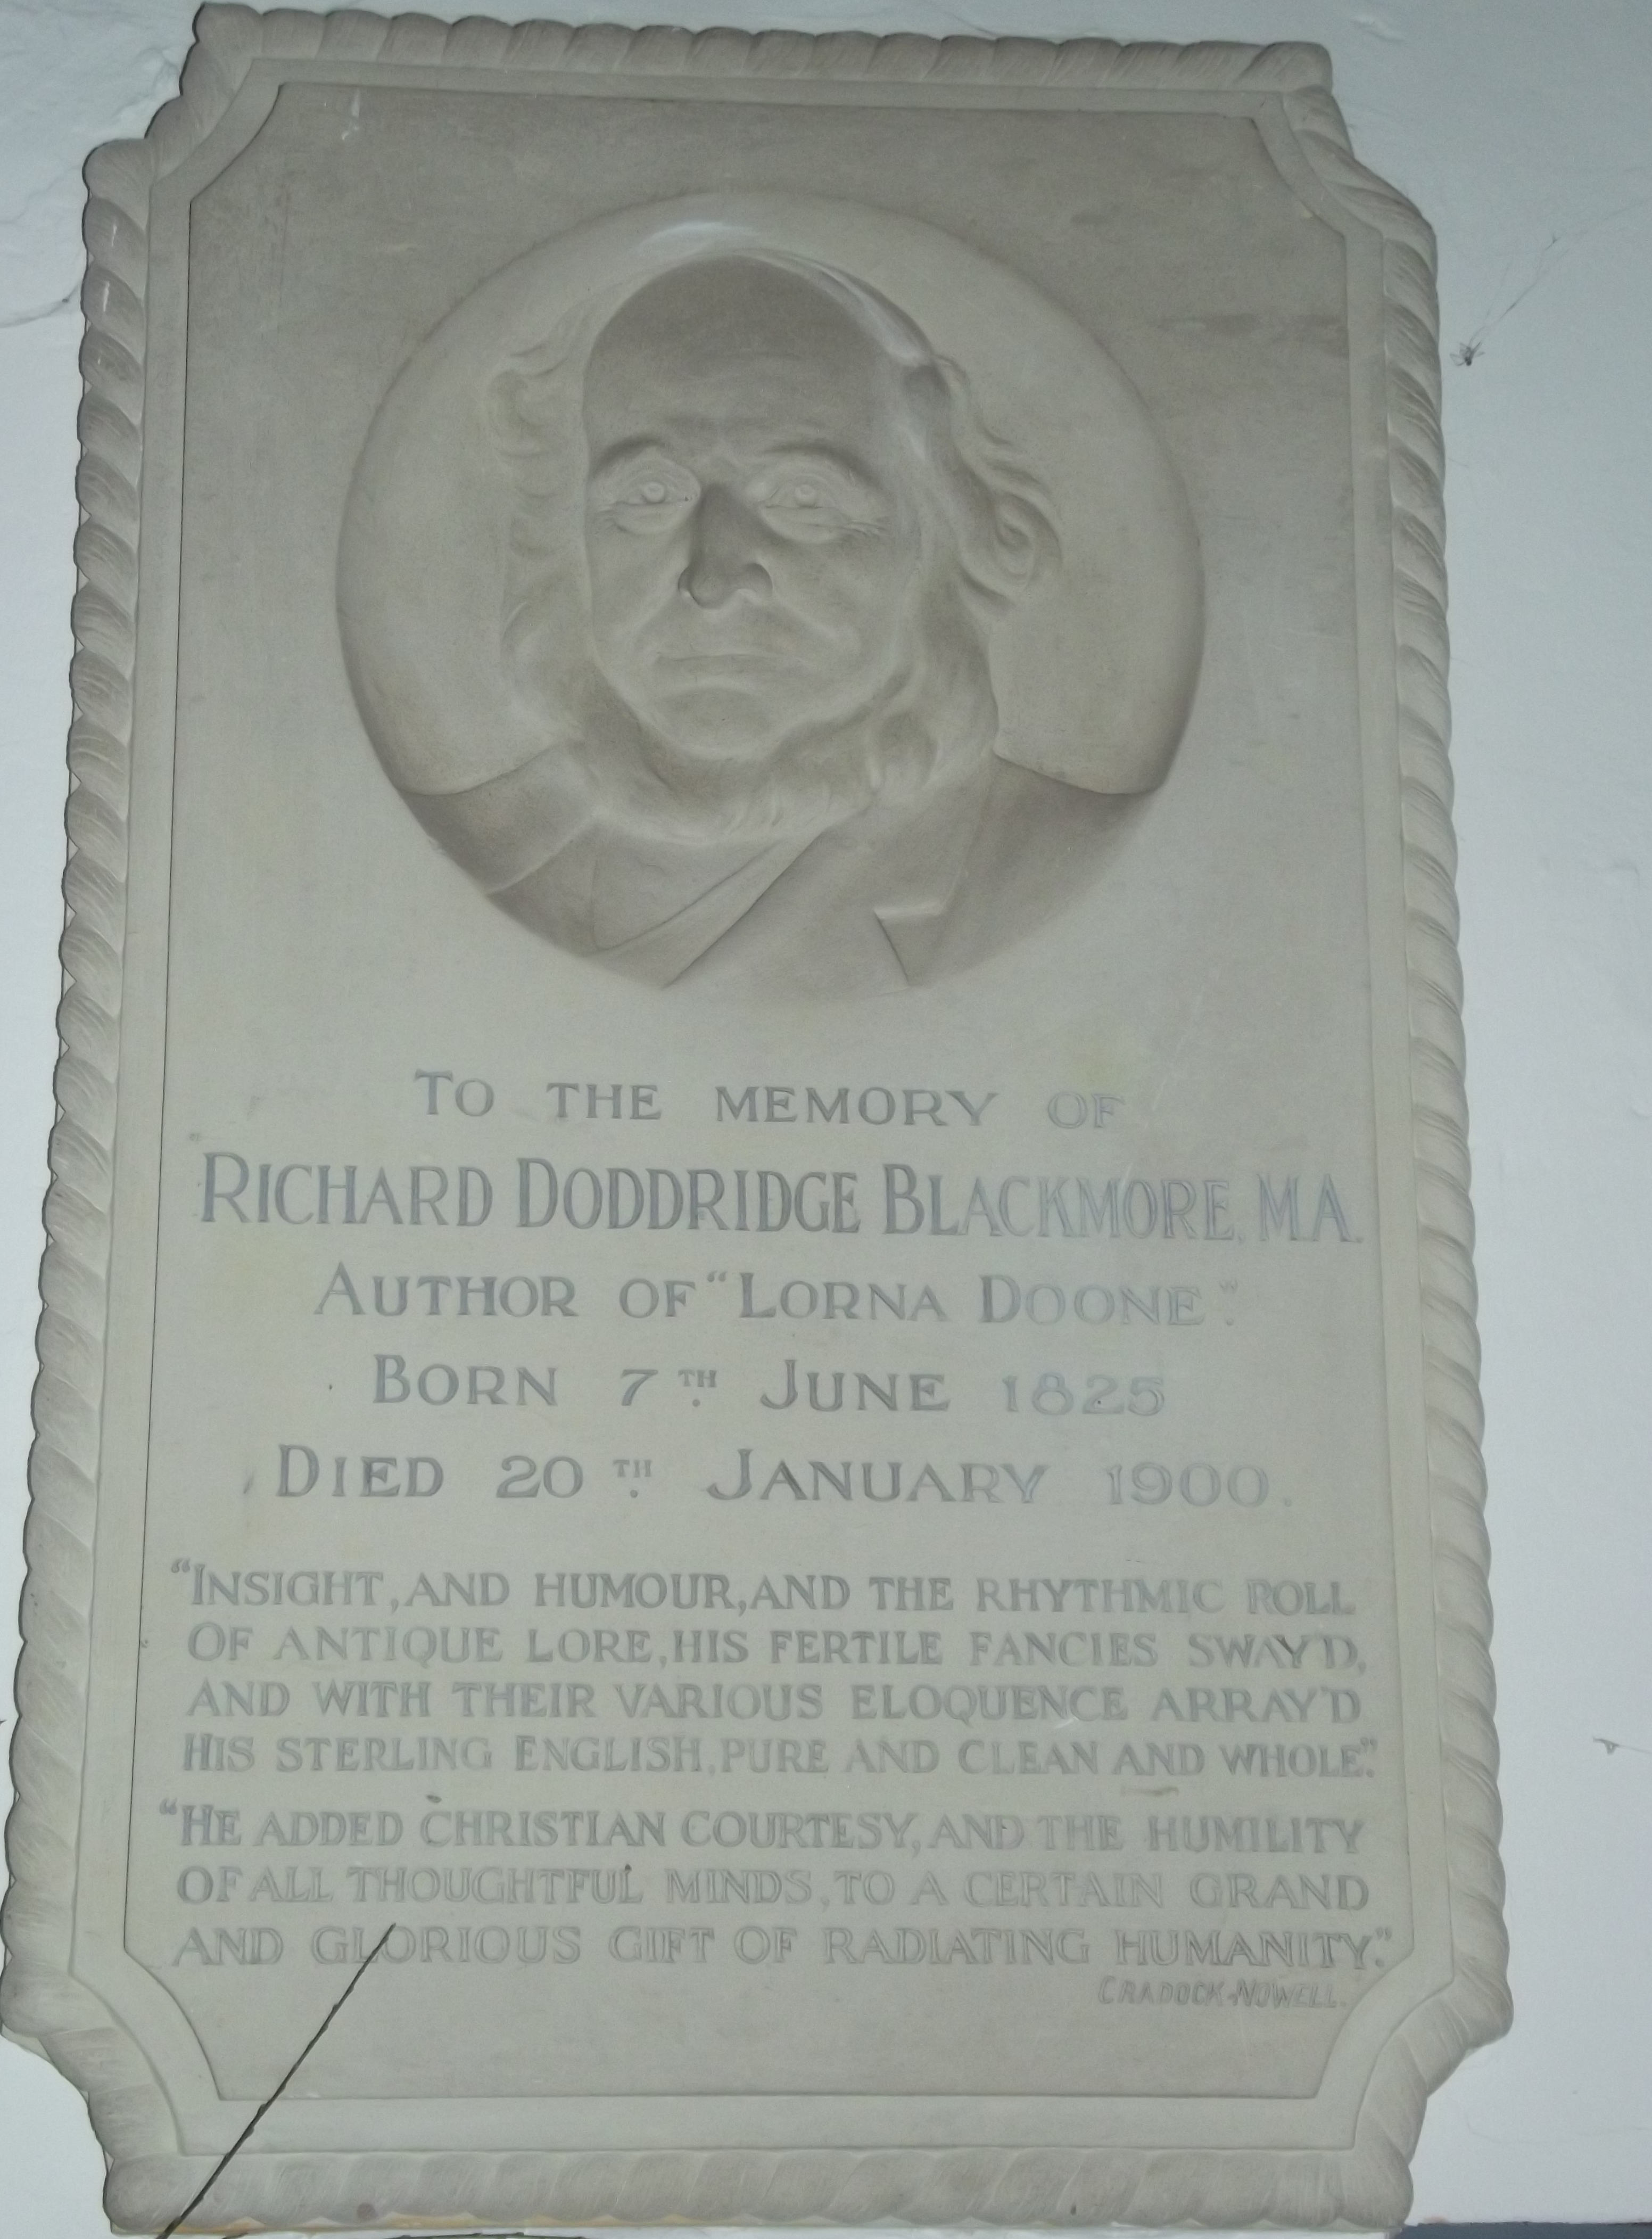 TO THE MEMORY OF
RICHARD DODDRIDGE BLACKMORE, M.A.
AUTHOR OF "LORNA DOONE".
BORN 7TH JUNE 1825
DIED 20TH JANUARY 1900.
"INSIGHT, AND HUMOUR, AND THE RHYTHMIC ROLL
OF ANTIQUE LORE, HIS FERTILE FANCIES SWAY'D,
AND WITH THEIR VARIOUS ELOQUENCE ARRAY'D
HIS STERLING ENGLISH, PURE AND CLEAN AND WHOLE".
"HE ADDED CHRISTIAN COURTESY, AND THE HUMILITY
OF ALL THOUGHTFUL MINDS, TO A CERTAIN GRAND
AND GLORIOUS GIFT OF RADIATING HUMANITY."
CRADOCK-NOWELL.